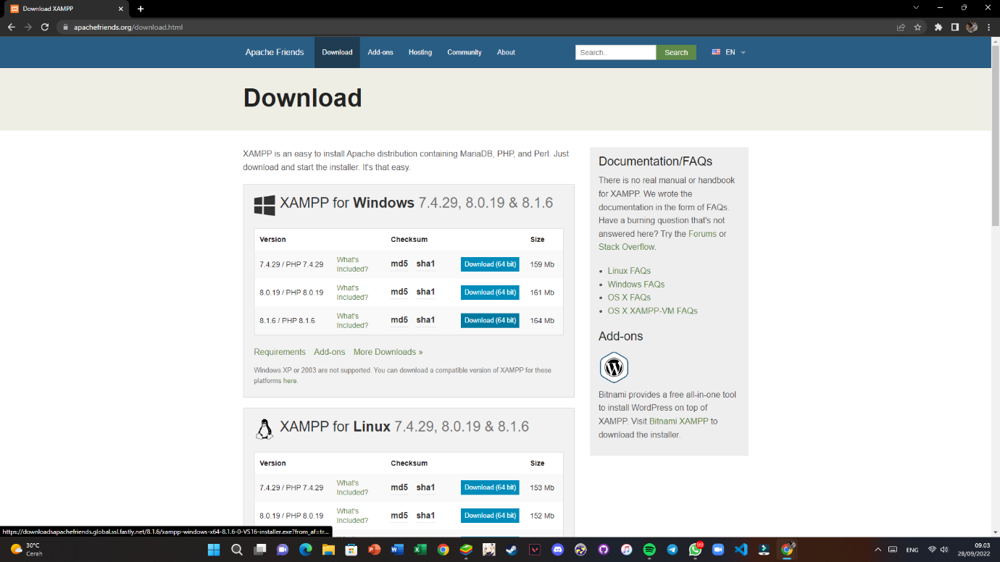 Download XAMPP
apachefriends.org/download.html
Apache Friends Download Add-ons Hosting Community About Search.. Search EN
Download
XAMPP is an easy to install Apache distribution containing MariaDB, PHP, and Perl. Just
download and start the installer. It's that easy.
XAMPP for Windows 7.4.29, 8.0.19 & 8.1.6
Version Checksum Size
7.4.29 / PHP 7.4.29 What's Included? md5 sha1 Download (64 bit) 159 Mb
8.0.19 / PHP 8.0.19 What's Included? md5 sha1 Download (64 bit) 161 Mb
8.1.6 / PHP 8.1.6 What's Included? md5 sha1 Download (64 bit) 164 Mb
Requirements Add-ons More Downloads »
Windows XP or 2003 are not supported. You can download a compatible version of XAMPP for these
platforms here.
XAMPP for Linux 7.4.29, 8.0.19 & 8.1.6
Version Checksum Size
7.4.29 / PHP 7.4.29 What's Included? md5 sha1 Download (64 bit) 153 Mb
8.0.19 / PHP 8.0.19 What's Included? md5 sha1 Download (64 bit) 152 Mb
Documentation/FAQs
There is no real manual or handbook
for XAMPP. We wrote the
documentation in the form of FAQs.
Have a burning question that's not
answered here? Try the Forums or
Stack Overflow.
• Linux FAQs
• Windows FAQs
• OS X FAQs
• OS X XAMPP-VM FAQs
Add-ons
Bitnami provides a free all-in-one tool
to install WordPress on top of
XAMPP. Visit Bitnami XAMPP to
download the installer.
https://downloadsapachefriends.global.ssl.fastly.net/8.1.6/xampp-windows-x64-8.1.6-0-VS16-installer.exe?from_af=tr...
30°C
Cerah
99
ENG
09.03
28/09/2022